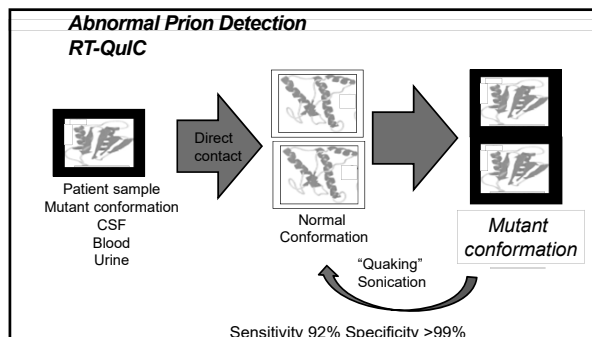 Abnormal Prion Detection
RT-QuIC
Direct
contact
Patient sample
Mutant conformation
CSF
Blood
Urine
Normal
Conformation
Mutant
conformation
“Quaking”
Sonication
Sensitivity 92% Specificity >99%